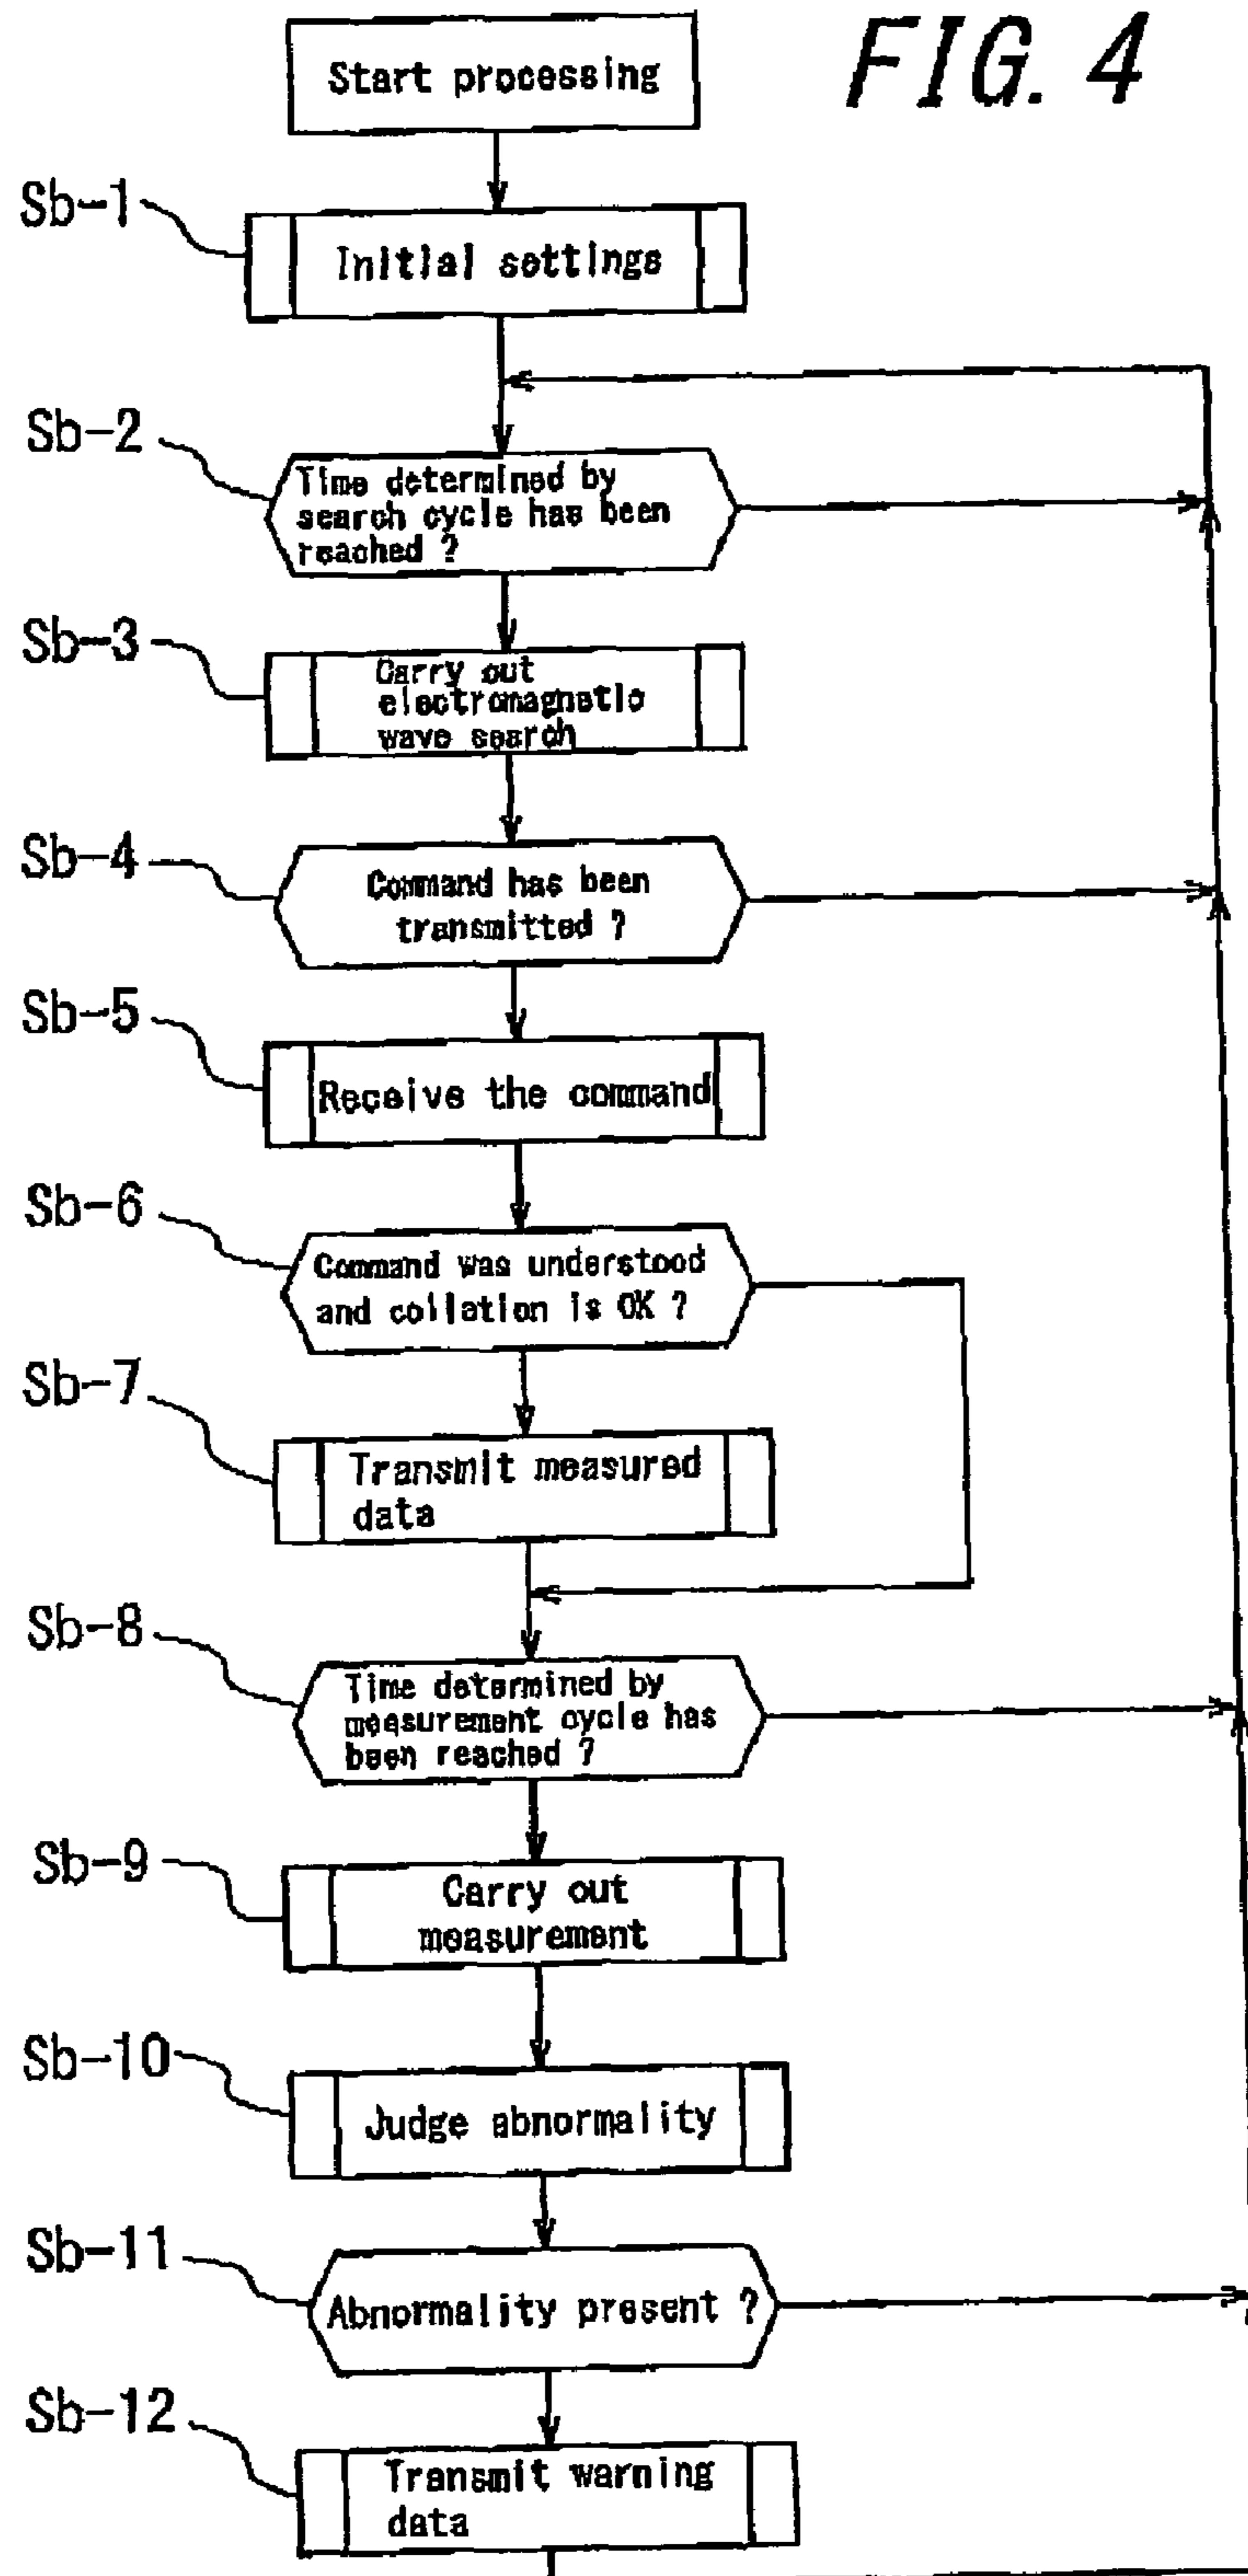 FIG. 4
Start processing
Sb-1
Initial settings
Sb-2
Time determined by
search cycle has been
reached ?
Sb-3
Carry out
electromagnetic
wave search
Sb-4
Command has been
transmitted ?
Sb-5
Receive the command
Sb-6
Command was understood
and collation is OK ?
Sb-7
Transmit measured
data
Sb-8
Time determined by
measurement cycle has
been reached ?
Sb-9
Carry out
measurement
Sb-10
Judge abnormality
Sb-11
Abnormality present ?
Sb-12
Transmit warning
data